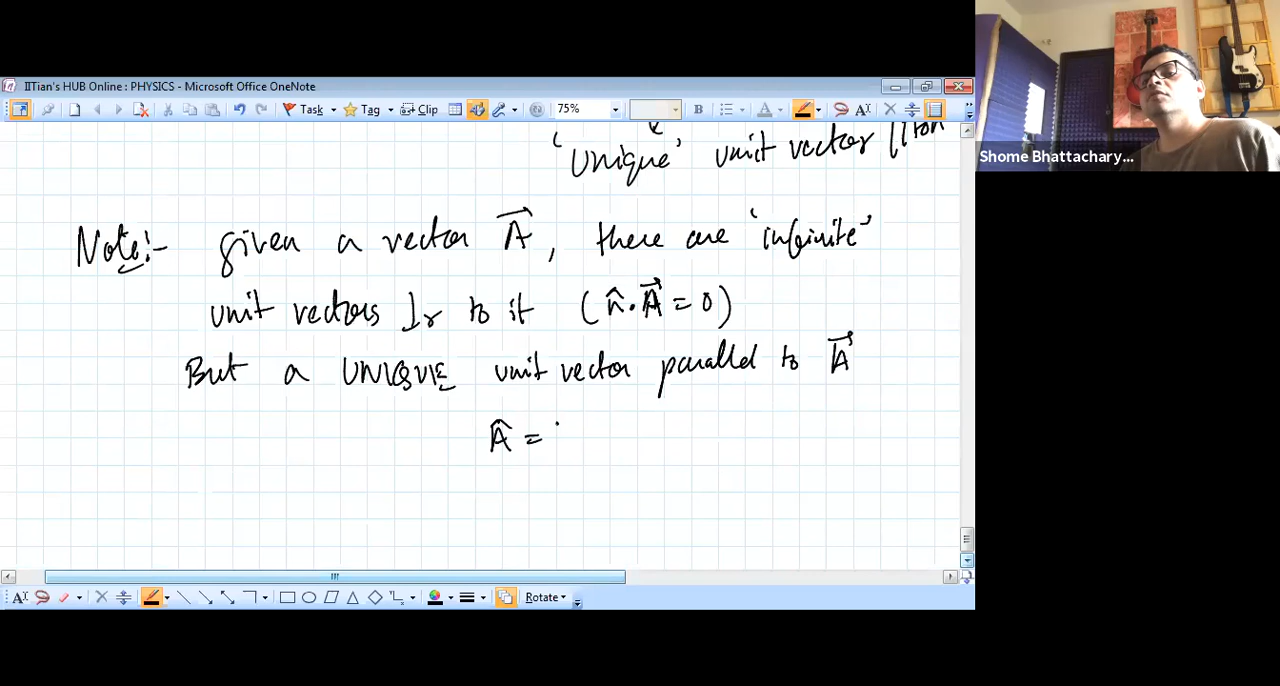 IITian's HUB Online : PHYSICS - Microsoft Office OneNote
Task Tag Clip 75% B
'Unique' unit vector
Shome Bhattachary...
Note:- given a vector A⃗, there are 'infinite'
unit vectors ⊥r to it (n̂·A⃗ = 0)
But a UNIQUE unit vector parallel to A⃗
Â =
Rotate